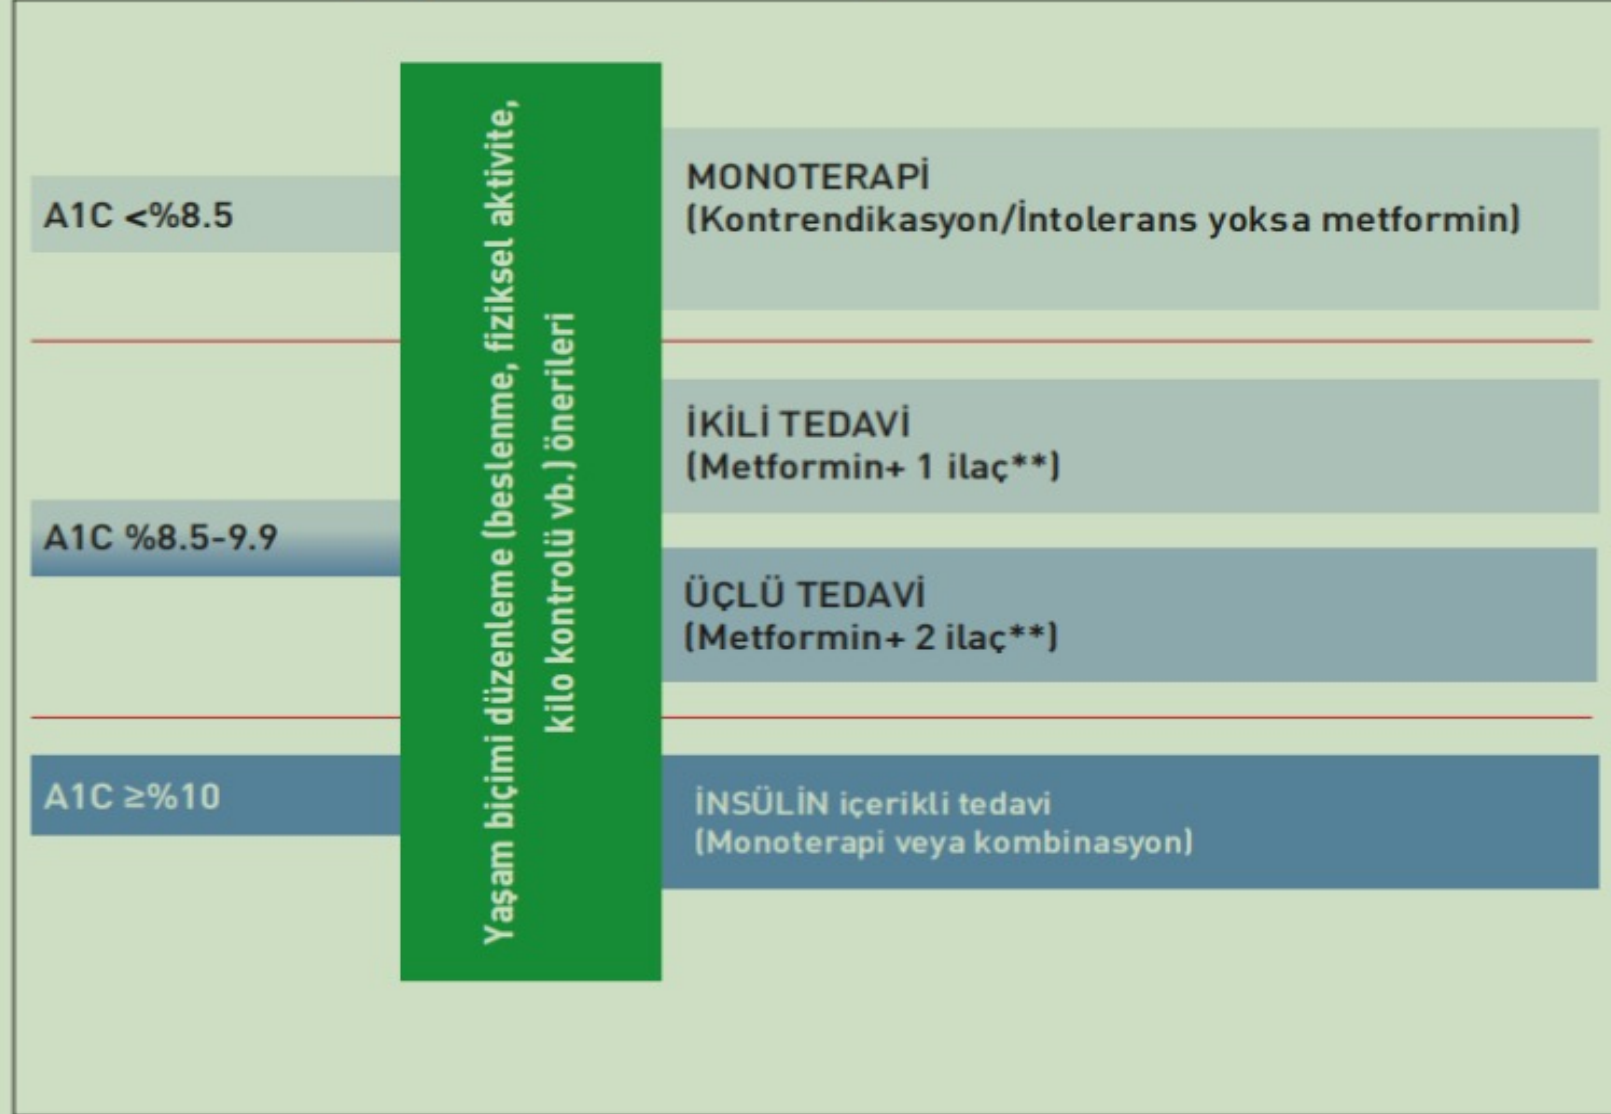 A1C <%8.5
Yaşam biçimi düzenleme (beslenme, fiziksel aktivite,
kilo kontrolü vb.) önerileri
MONOTERAPİ
(Kontrendikasyon/İntolerans yoksa metformin)
A1C %8.5-9.9
İKİLİ TEDAVİ
(Metformin+ 1 ilaç**)
ÜÇLÜ TEDAVİ
(Metformin+ 2 ilaç**)
A1C ≥%10
İNSÜLİN içerikli tedavi
(Monoterapi veya kombinasyon)